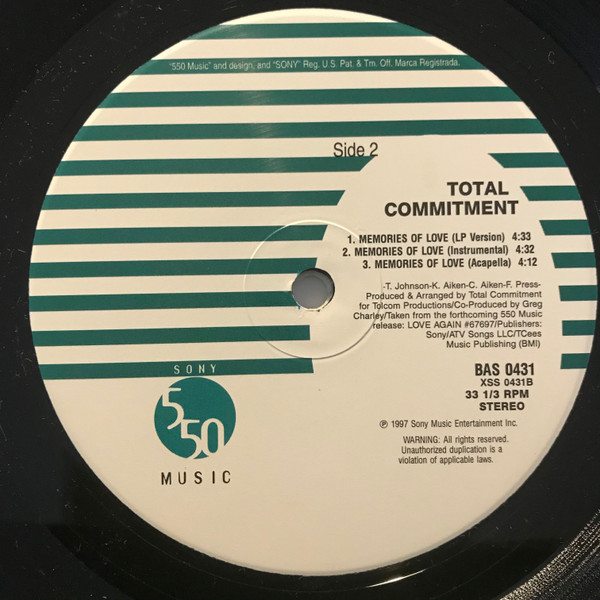 "550 Music" and design, and "SONY" Reg. U.S. Pat. & Tm. Off. Marca Registrada.
Side 2
TOTAL
COMMITMENT
1. MEMORIES OF LOVE (LP Version) 4:33
2. MEMORIES OF LOVE (Instrumental) 4:32
3. MEMORIES OF LOVE (Acapella) 4:12
-T. Johnson-K. Aiken-C. Aiken-F. Press-
Produced & Arranged by Total Commitment
for Tolcom Productions/Co-Produced by Greg
Charley/Taken from the forthcoming 550 Music
release: LOVE AGAIN #67697/Publishers:
Sony/ATV Songs LLC/TCees
Music Publishing (BMI)
BAS 0431
XSS 0431B
33 1/3 RPM
STEREO
℗ 1997 Sony Music Entertainment Inc.
WARNING: All rights reserved.
Unauthorized duplication is a
violation of applicable laws.
SONY
550
MUSIC